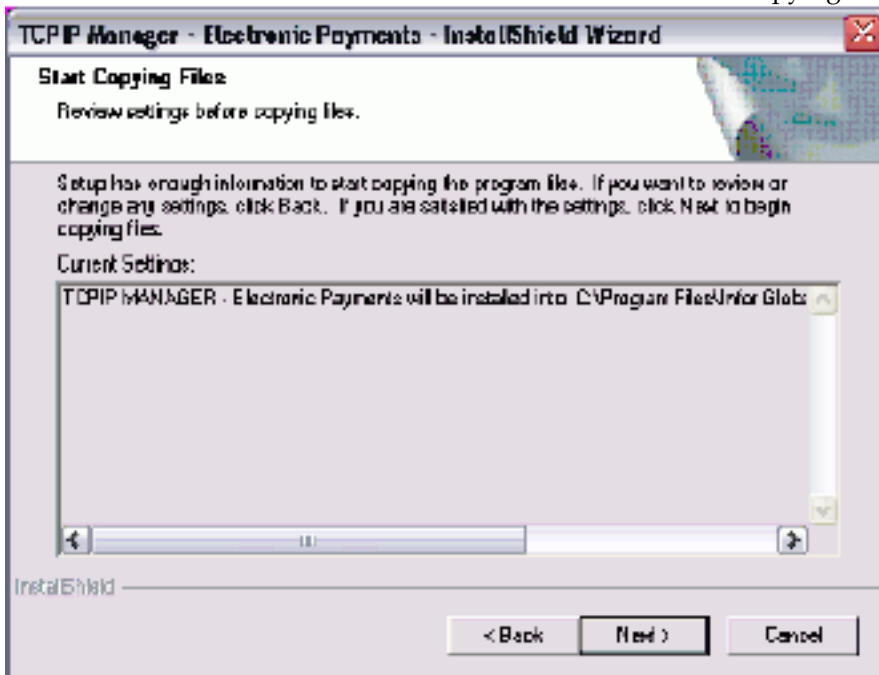 TCPIP Manager - Electronic Payments - InstallShield Wizard
Start Copying Files
Review settings before copying files.
Setup has enough information to start copying the program files. If you want to review or
change any settings, click Back. If you are satisfied with the settings, click Next to begin
copying files.
Current Settings:
TCPIP MANAGER - Electronic Payments will be installed into C:\Program Files\Infor Globa
InstallShield
< Back Next > Cancel